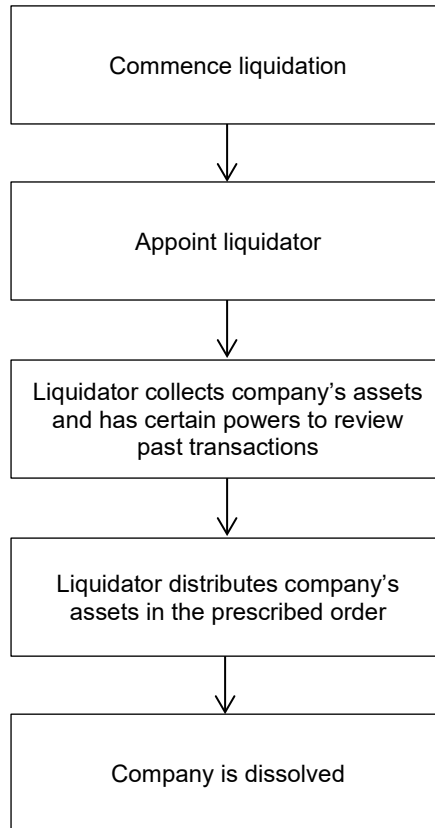 Commence liquidation
Appoint liquidator
Liquidator collects company’s assets
and has certain powers to review
past transactions
Liquidator distributes company’s
assets in the prescribed order
Company is dissolved